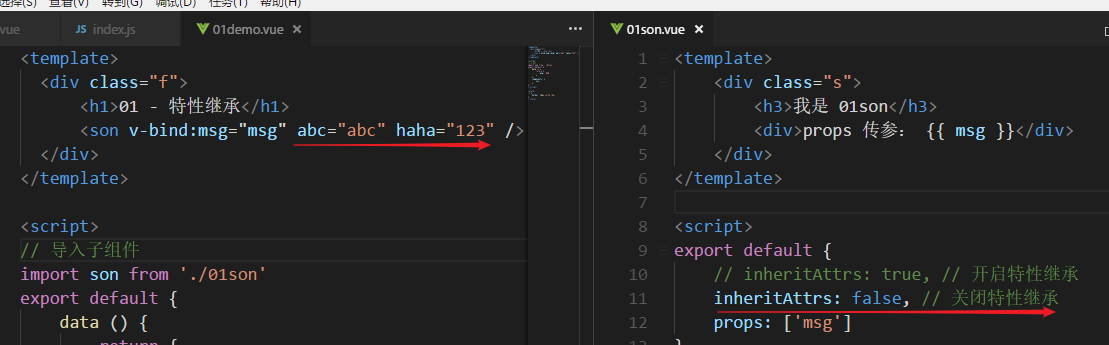 选择(S) 查看(V) 转到(G) 调试(D) 任务(T) 帮助(H)
vue JS index.js 01demo.vue × ···
<template>
<div class="f">
<h1>01 - 特性继承</h1>
<son v-bind:msg="msg" abc="abc" haha="123" />
</div>
</template>
<script>
// 导入子组件
import son from './01son'
export default {
data () {
return {
01son.vue ×
1 <template>
2 <div class="s">
3 <h3>我是 01son</h3>
4 <div>props 传参: {{ msg }}</div>
5 </div>
6 </template>
7
8 <script>
9 export default {
10 // inheritAttrs: true, // 开启特性继承
11 inheritAttrs: false, // 关闭特性继承
12 props: ['msg']
13 }